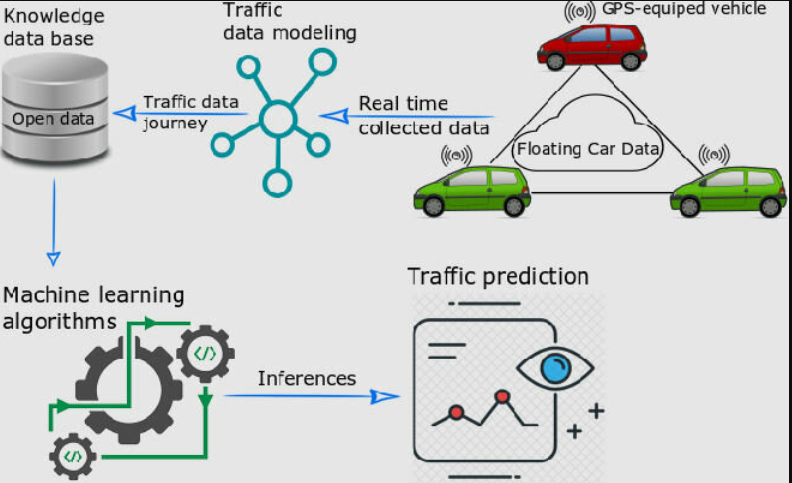 Knowledge
data base
Open data
Traffic
data modeling
Traffic data
journey
Real time
collected data
GPS-equiped vehicle
Floating Car Data
Machine learning
algorithms
</>
</>
Inferences
Traffic prediction